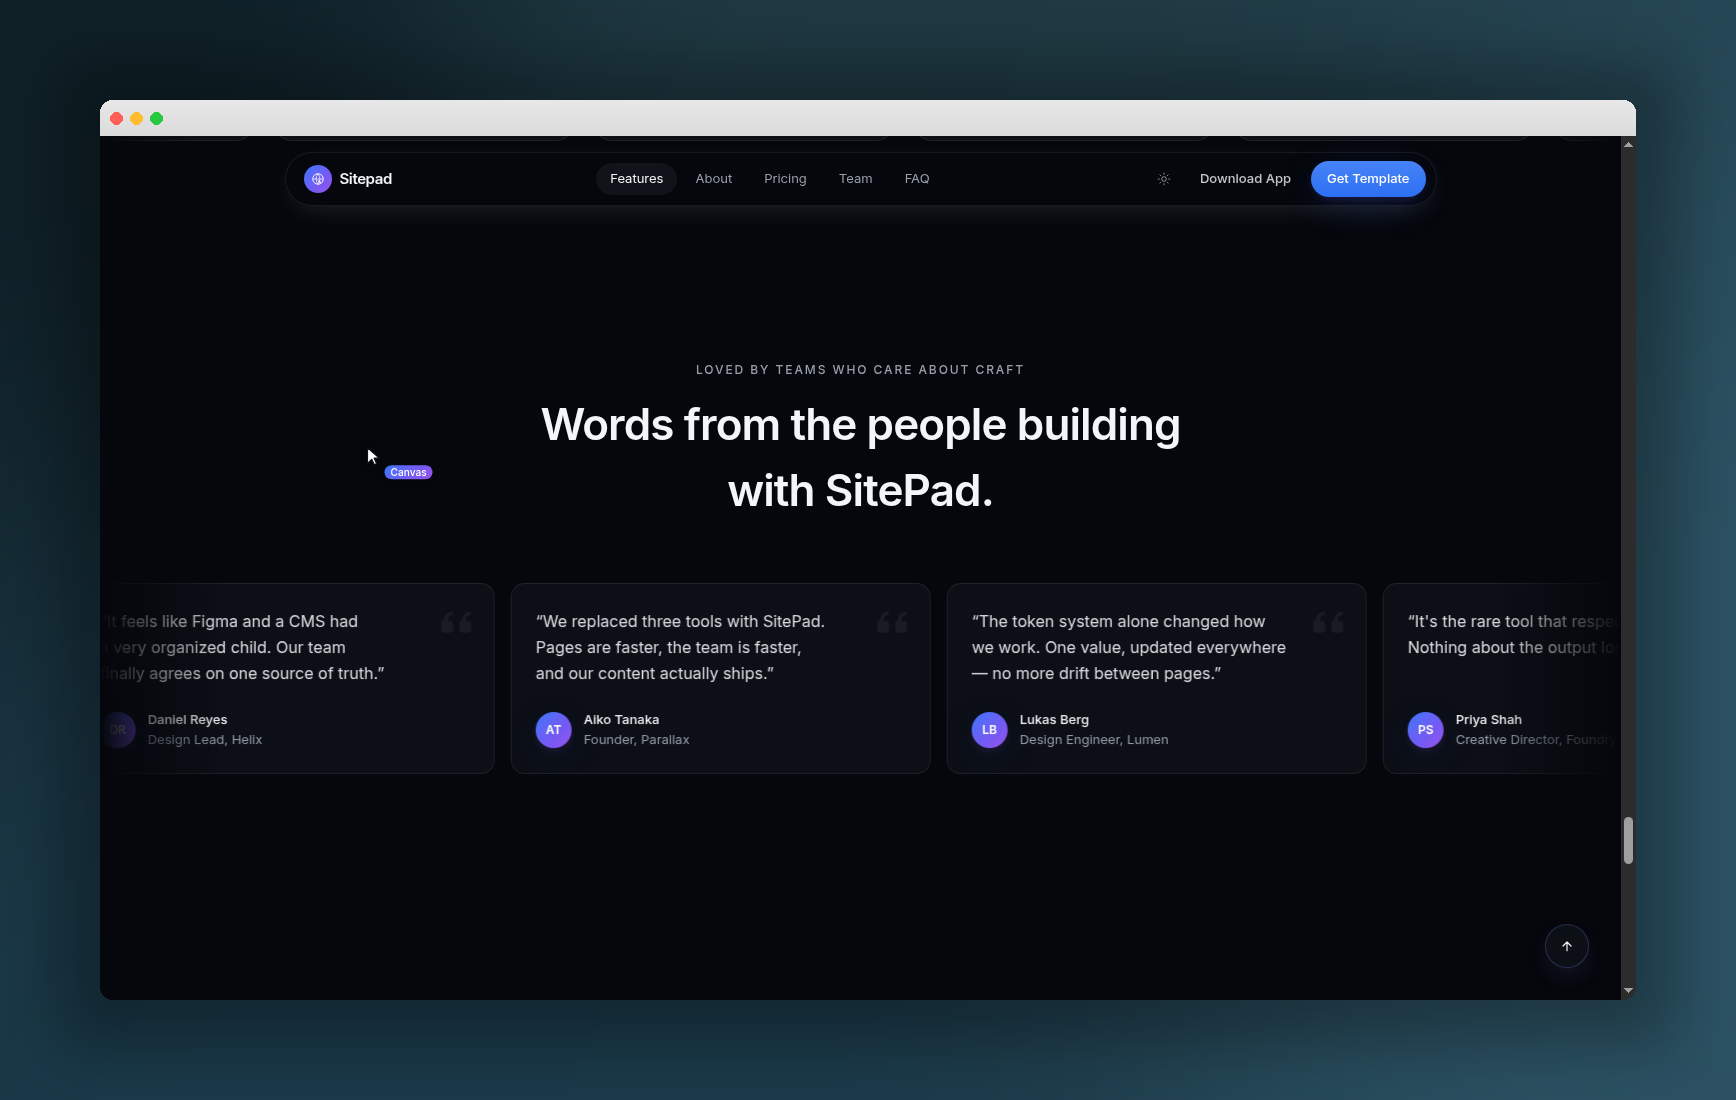 Sitepad
Features
About
Pricing
Team
FAQ
Download App
Get Template
LOVED BY TEAMS WHO CARE ABOUT CRAFT
Words from the people building
with SitePad.
Canvas
“It feels like Figma and a CMS had
a very organized child. Our team
finally agrees on one source of truth.”
DR
Daniel Reyes
Design Lead, Helix
“We replaced three tools with SitePad.
Pages are faster, the team is faster,
and our content actually ships.”
AT
Aiko Tanaka
Founder, Parallax
“The token system alone changed how
we work. One value, updated everywhere
— no more drift between pages.”
LB
Lukas Berg
Design Engineer, Lumen
“It's the rare tool that
Nothing about the output
PS
Priya Shah
Creative Director, Foundry